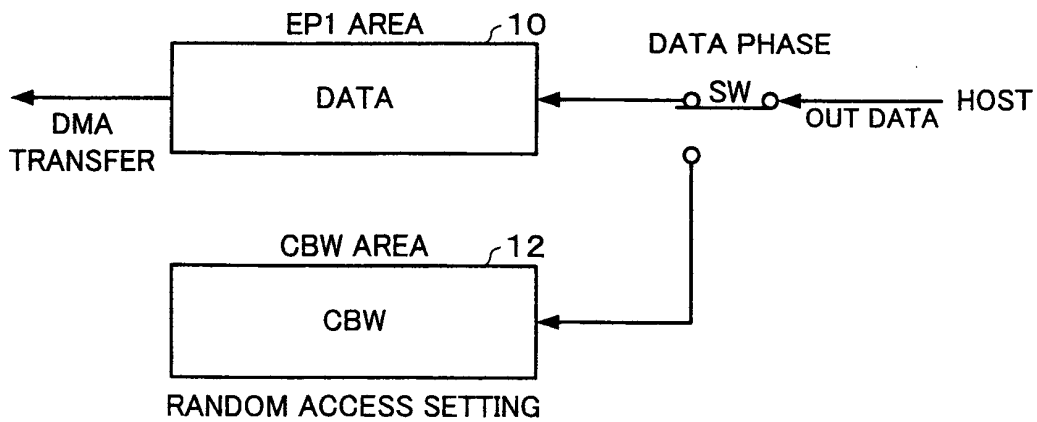 EP1 AREA 10
DATA PHASE
DATA
SW
HOST
OUT DATA
DMA
TRANSFER
CBW AREA 12
CBW
RANDOM ACCESS SETTING